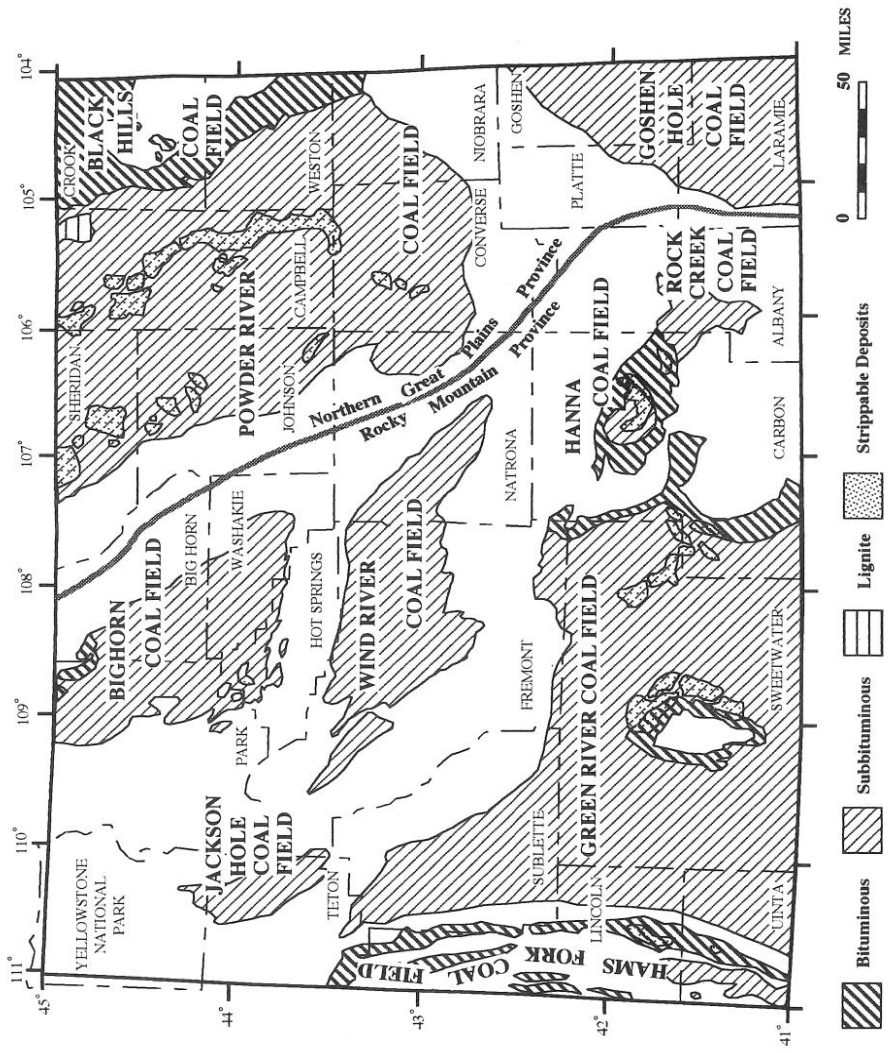 111°
110°
109°
108°
107°
106°
105°
104°
45°
44°
43°
42°
41°
YELLOWSTONE
NATIONAL
PARK
JACKSON
HOLE
COAL
FIELD
TETON
PARK
BIGHORN
COAL FIELD
BIG HORN
WASHAKIE
HOT SPRINGS
WIND RIVER
COAL FIELD
FREMONT
SHERIDAN
JOHNSON
POWDER RIVER
COAL FIELD
CAMPBELL
CROOK
BLACK
HILLS
COAL
FIELD
WESTON
CONVERSE
NIOBRARA
Northern Great Plains Province
Rocky Mountain Province
NATRONA
SUBLETTE
LINCOLN
HAMS FORK COAL FIELD
UINTA
GREEN RIVER COAL FIELD
SWEETWATER
HANNA
COAL FIELD
CARBON
ROCK
CREEK
COAL
FIELD
ALBANY
PLATTE
GOSHEN
GOSHEN
HOLE
COAL
FIELD
LARAMIE
Bituminous
Subbituminous
Lignite
Strippable Deposits
0
50
MILES